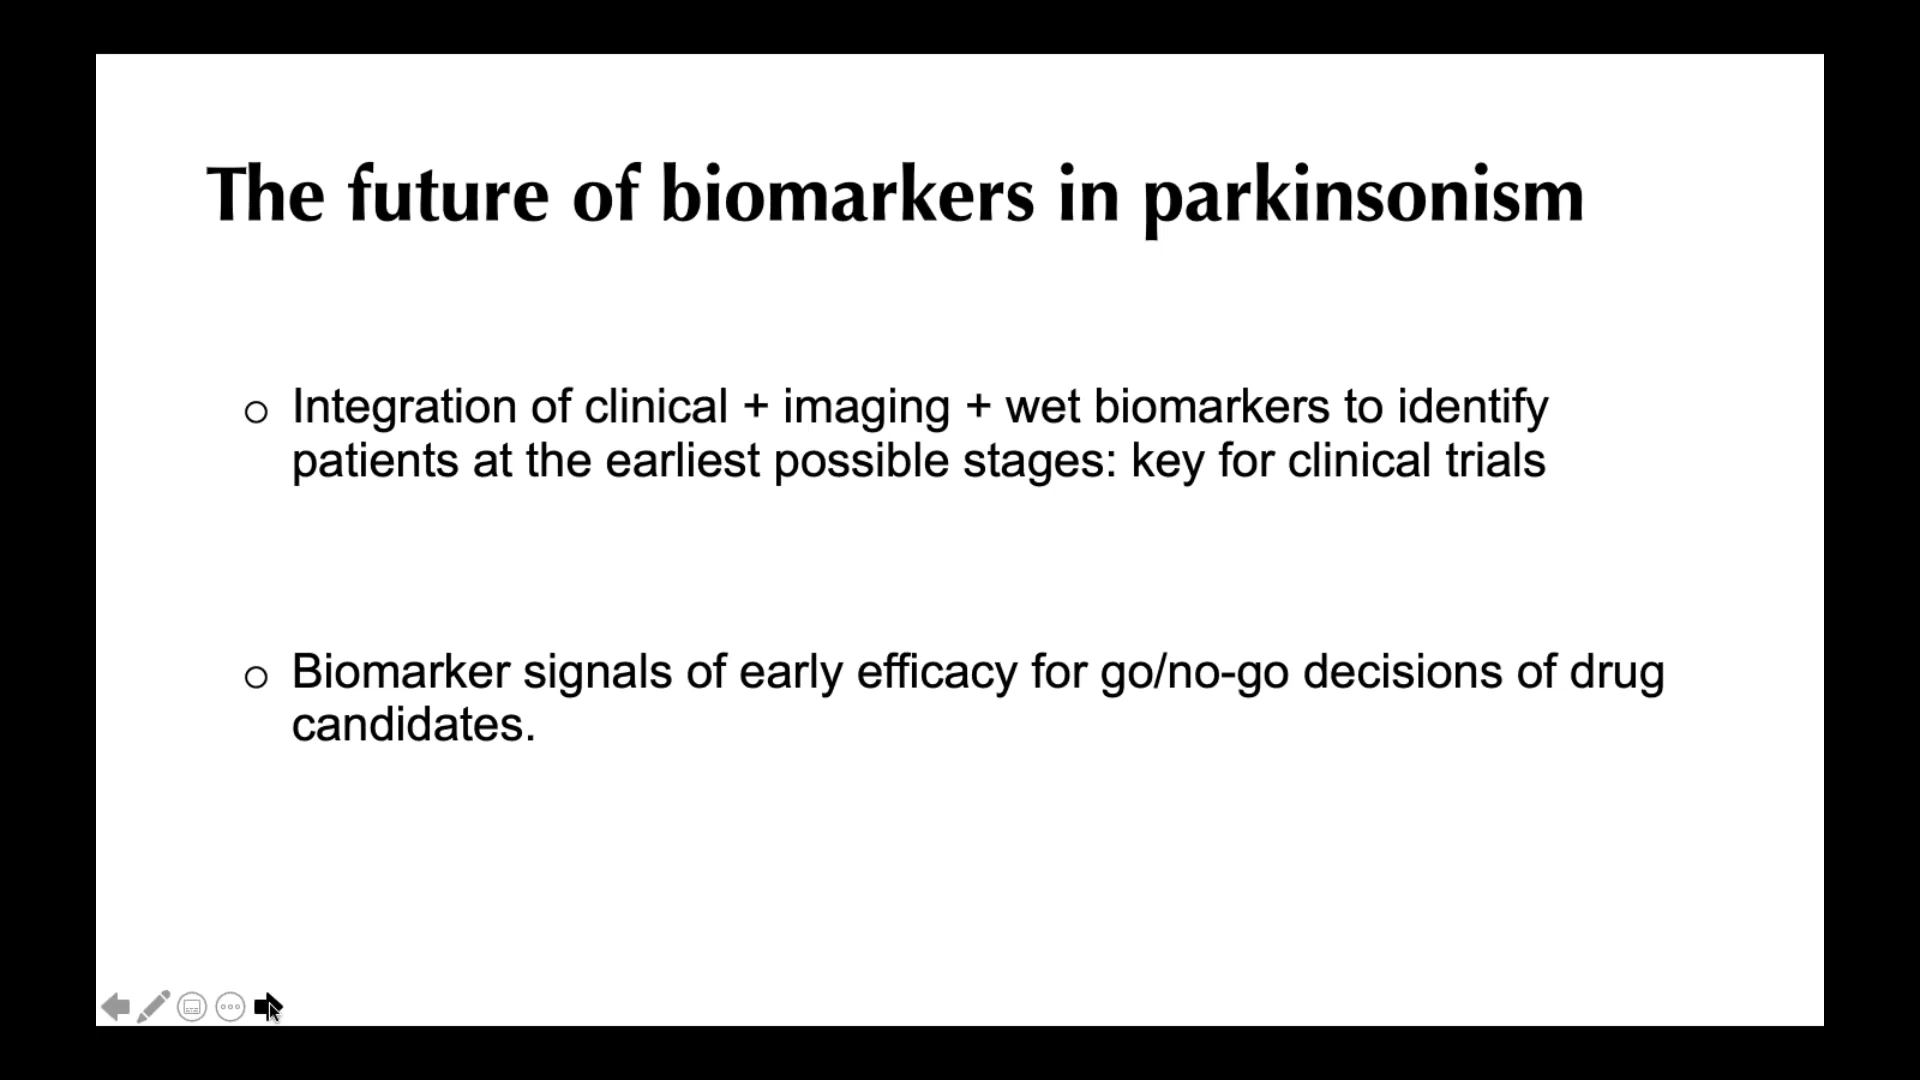 The future of biomarkers in parkinsonism
Integration of clinical + imaging + wet biomarkers to identify
patients at the earliest possible stages: key for clinical trials
Biomarker signals of early efficacy for go/no-go decisions of drug
candidates.